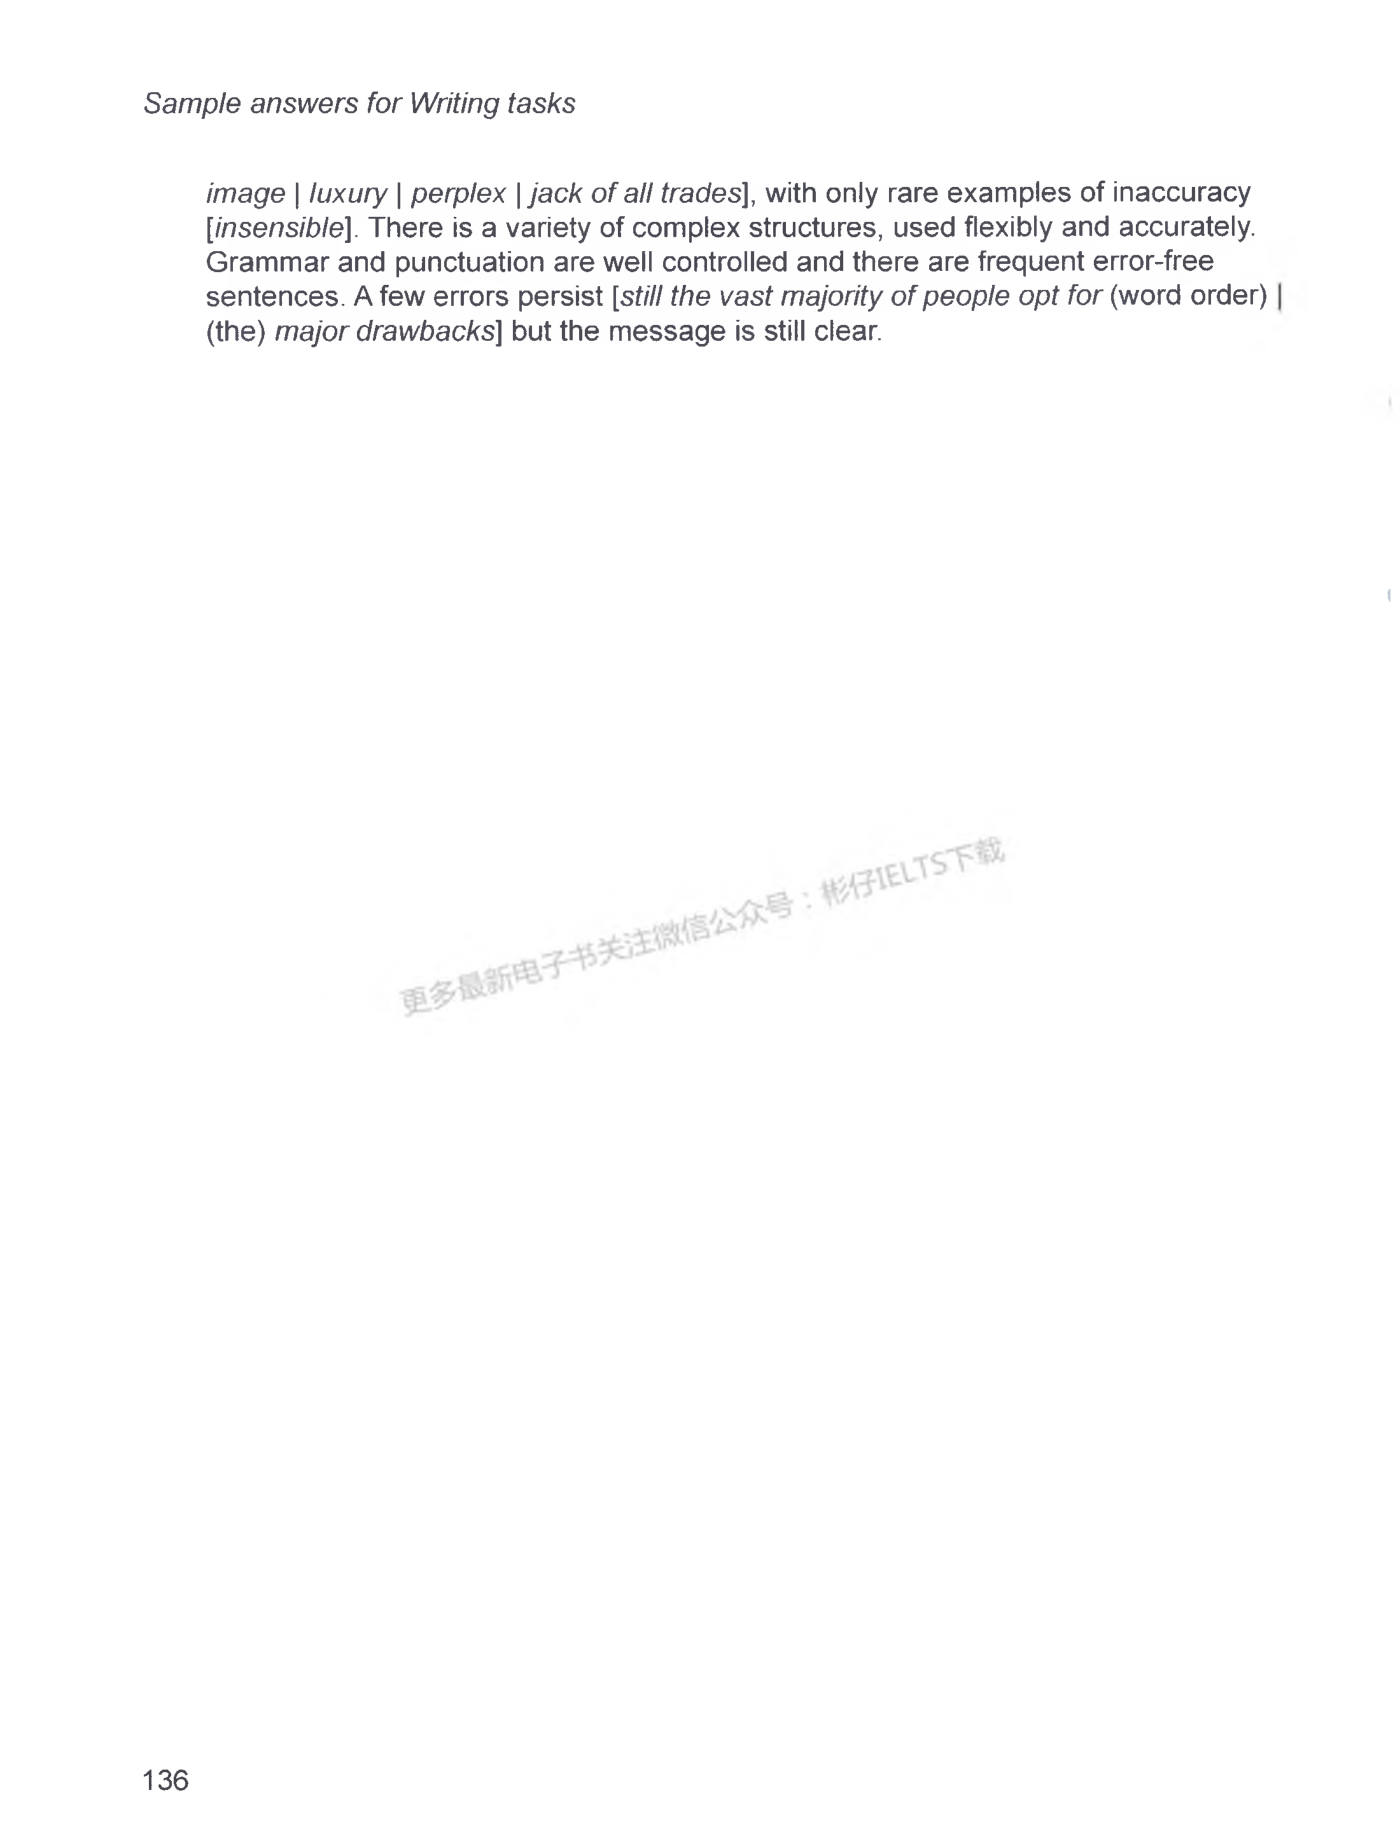 Sample answers for Writing tasks
image | luxury | perplex | jack of all trades], with only rare examples of inaccuracy
[insensible]. There is a variety of complex structures, used flexibly and accurately.
Grammar and punctuation are well controlled and there are frequent error-free
sentences. A few errors persist [still the vast majority of people opt for (word order) |
(the) major drawbacks] but the message is still clear.
更多最新电子书关注微信公众号：彬仔IELTS下载
136